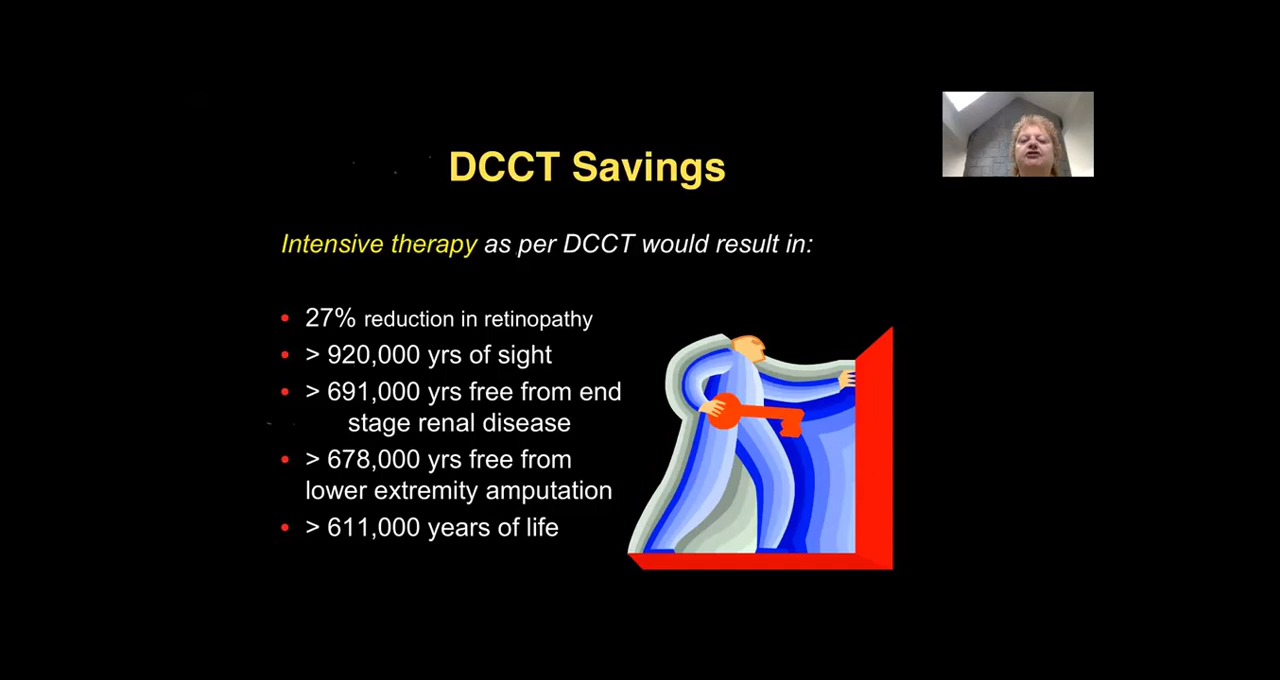 DCCT Savings
Intensive therapy as per DCCT would result in:
• 27% reduction in retinopathy
• > 920,000 yrs of sight
• > 691,000 yrs free from end
stage renal disease
• > 678,000 yrs free from
lower extremity amputation
• > 611,000 years of life